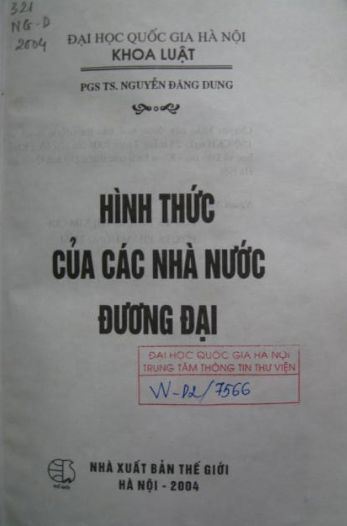 321
NG-D
2004
ĐẠI HỌC QUỐC GIA HÀ NỘI
KHOA LUẬT
PGS TS. NGUYỄN ĐĂNG DUNG
HÌNH THỨC
CỦA CÁC NHÀ NƯỚC
ĐƯƠNG ĐẠI
ĐẠI HỌC QUỐC GIA HÀ NỘI
TRUNG TÂM THÔNG TIN THƯ VIỆN
VV-D2/7566
NHÀ XUẤT BẢN THẾ GIỚI
HÀ NỘI - 2004